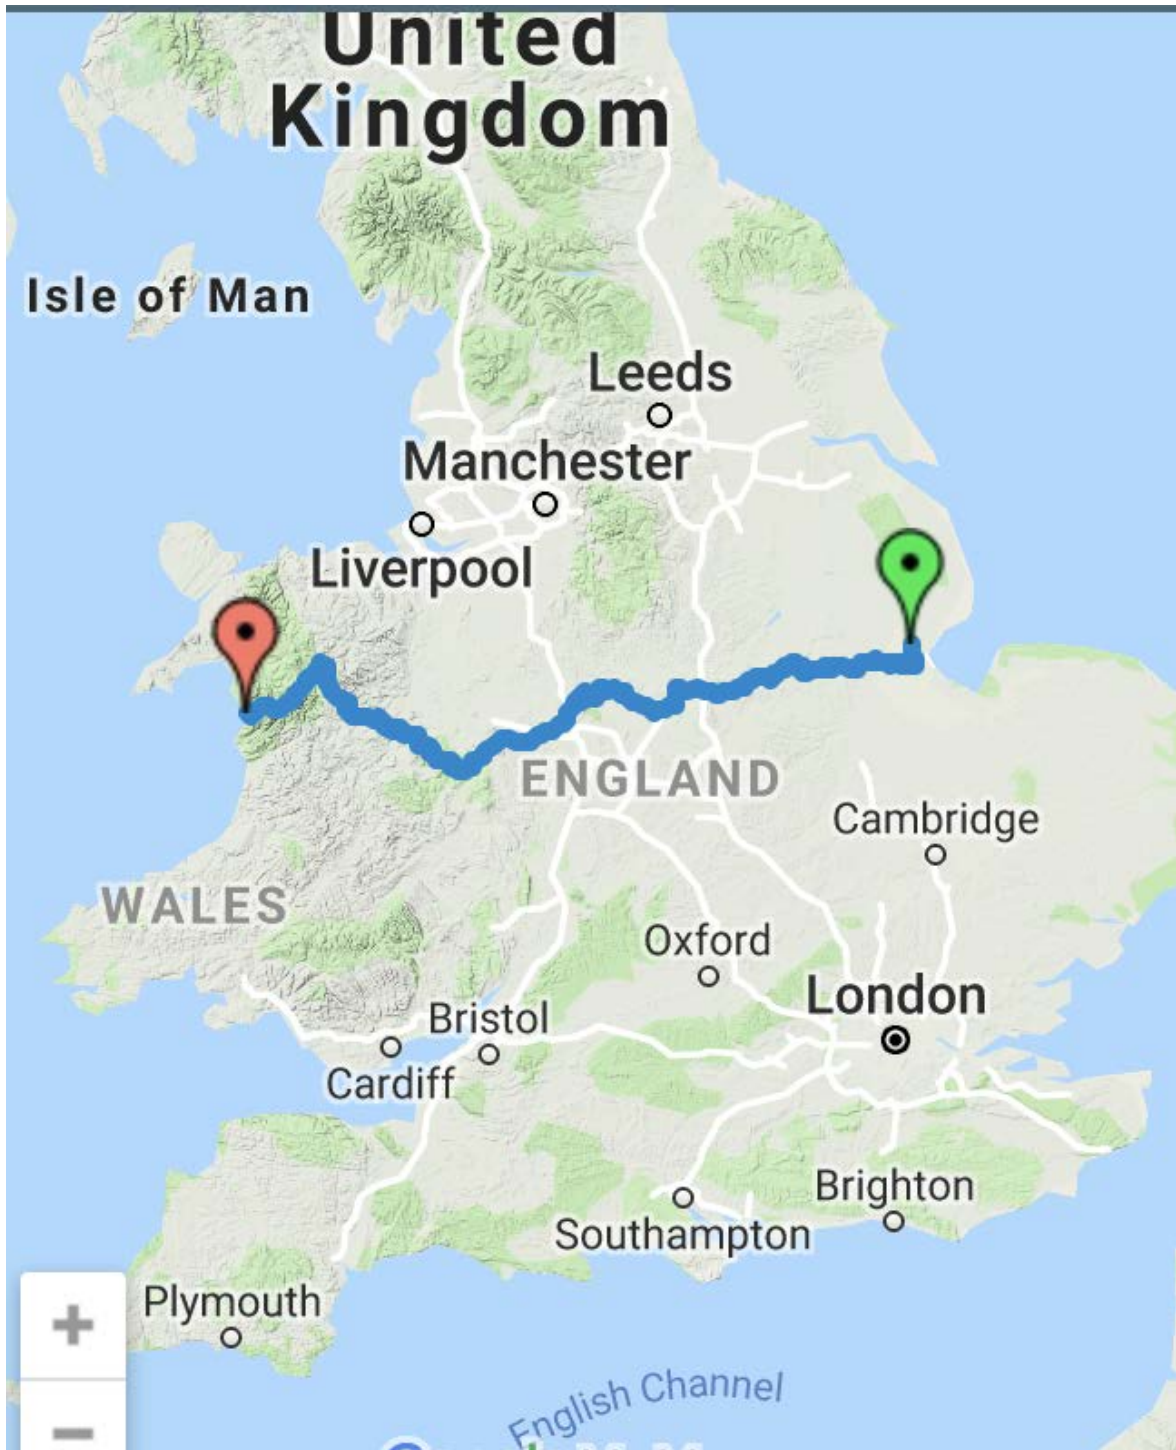 United
Kingdom
Isle of Man
Leeds
Manchester
Liverpool
ENGLAND
Cambridge
WALES
Oxford
London
Bristol
Cardiff
Brighton
Southampton
Plymouth
English Channel
+
−